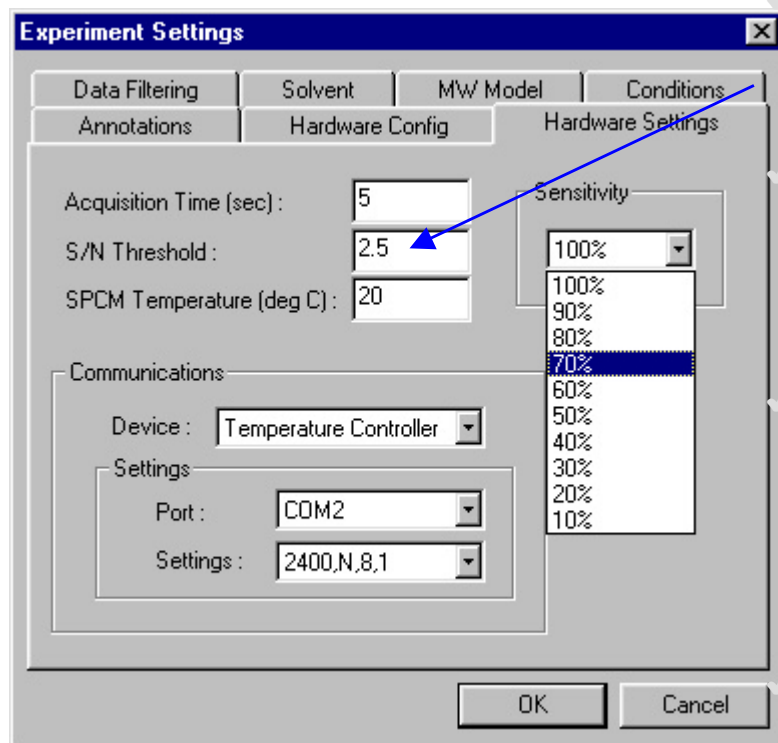 Experiment Settings
Data Filtering Solvent MW Model Conditions
Annotations Hardware Config Hardware Settings
Acquisition Time (sec) : 5
S/N Threshold : 2.5
SPCM Temperature (deg C) : 20
Sensitivity
100%
100%
90%
80%
70%
60%
50%
40%
30%
20%
10%
Communications
Device : Temperature Controller
Settings
Port : COM2
Settings : 2400,N,8,1
OK Cancel